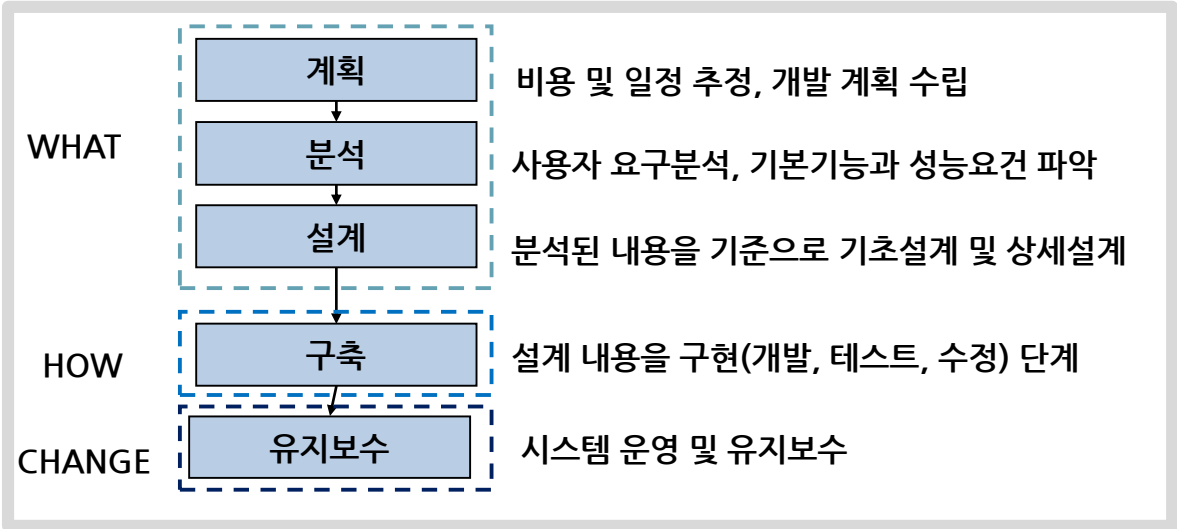 계획
비용 및 일정 추정, 개발 계획 수립
WHAT
분석
사용자 요구분석, 기본기능과 성능요건 파악
설계
분석된 내용을 기준으로 기초설계 및 상세설계
HOW
구축
설계 내용을 구현(개발, 테스트, 수정) 단계
CHANGE
유지보수
시스템 운영 및 유지보수